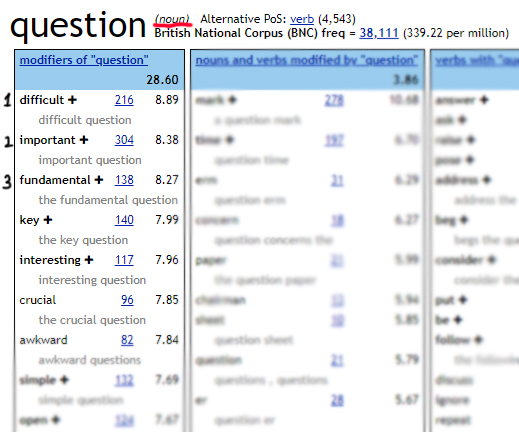 question (noun) Alternative PoS: verb (4,543)
British National Corpus (BNC) freq = 38,111 (339.22 per million)
modifiers of "question"
28.60
1 difficult + 216 8.89
difficult question
2 important + 304 8.38
important question
3 fundamental + 138 8.27
the fundamental question
key + 140 7.99
the key question
interesting + 117 7.96
interesting question
crucial 96 7.85
the crucial question
awkward 82 7.84
awkward questions
simple + 132 7.69
simple question
open + 124 7.67
nouns and verbs modified by "question"
3.86
mark + 278 10.68
a question mark
time + 197 6.70
question time
erm 31 6.29
question erm
concern 18 6.27
question concerns the
paper 21 5.99
the question paper
chairman 13 5.94
sheet 10 5.85
question sheet
question 21 5.79
questions , questions
er 28 5.67
question er
verbs with "qu
answer +
ask +
raise +
pose +
address +
address the
beg +
begs the qu
consider +
consider the
put +
be +
follow +
the following
discuss
ignore
repeat